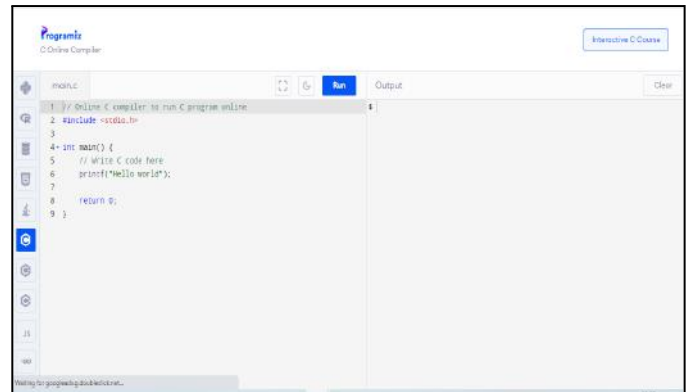 Programiz
C Online Compiler
Interactive C Course
main.c
Run
Output
Clear
1 // Online C compiler to run C program online
2 #include <stdio.h>
3
4 int main() {
5 // Write C code here
6 printf("Hello world");
7
8 return 0;
9 }
$
JS
Waiting for googleads.g.doubleclick.net...